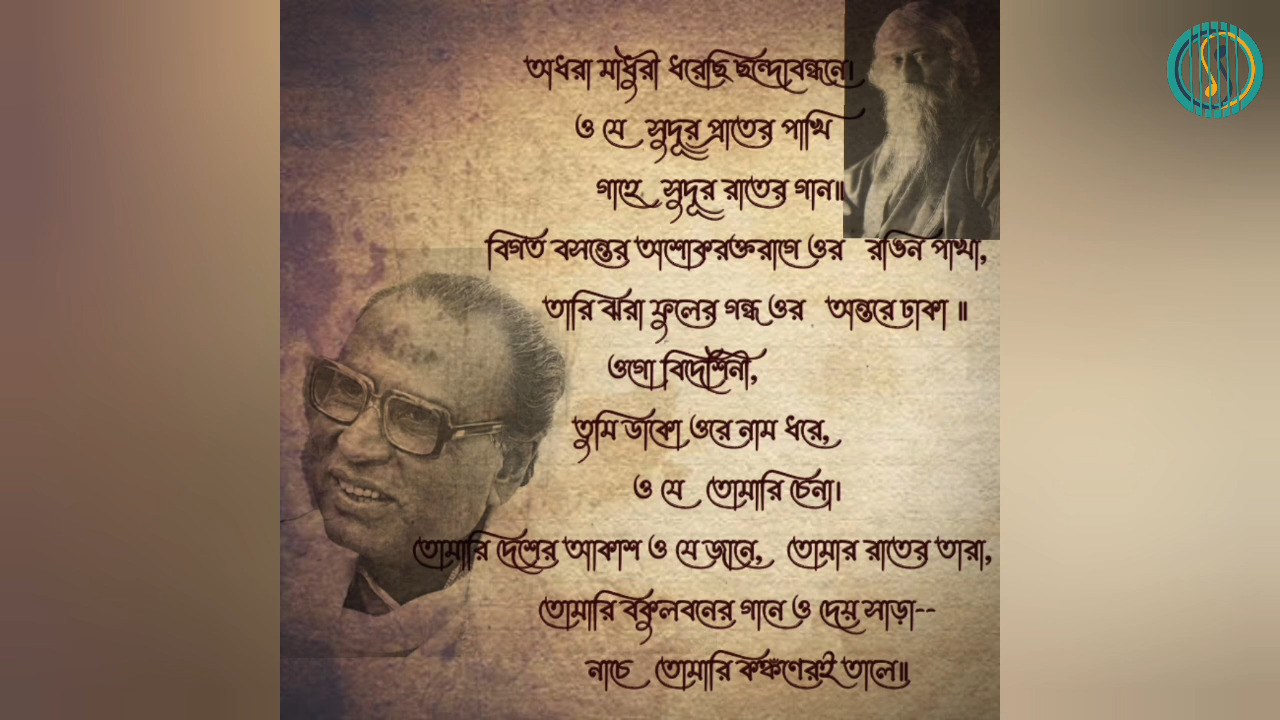 অধরা মাধুরী ধরেছি ছন্দোবন্ধনে।
ও যে সুদূর প্রাতের পাখি
গাহে সুদূর রাতের গান॥
বিগত বসন্তের অশোকরক্তরাগে ওর রঙিন পাখা,
তারি ঝরা ফুলের গন্ধ ওর অন্তরে ঢাকা ॥
ওগো বিদেশিনী,
তুমি ডাকো ওরে নাম ধরে,
ও যে তোমারি চেনা।
তোমারি দেশের আকাশ ও যে জানে, তোমার রাতের তারা,
তোমারি বকুলবনের গানে ও দেয় সাড়া--
নাচে তোমারি কঙ্কণেরই তালে॥